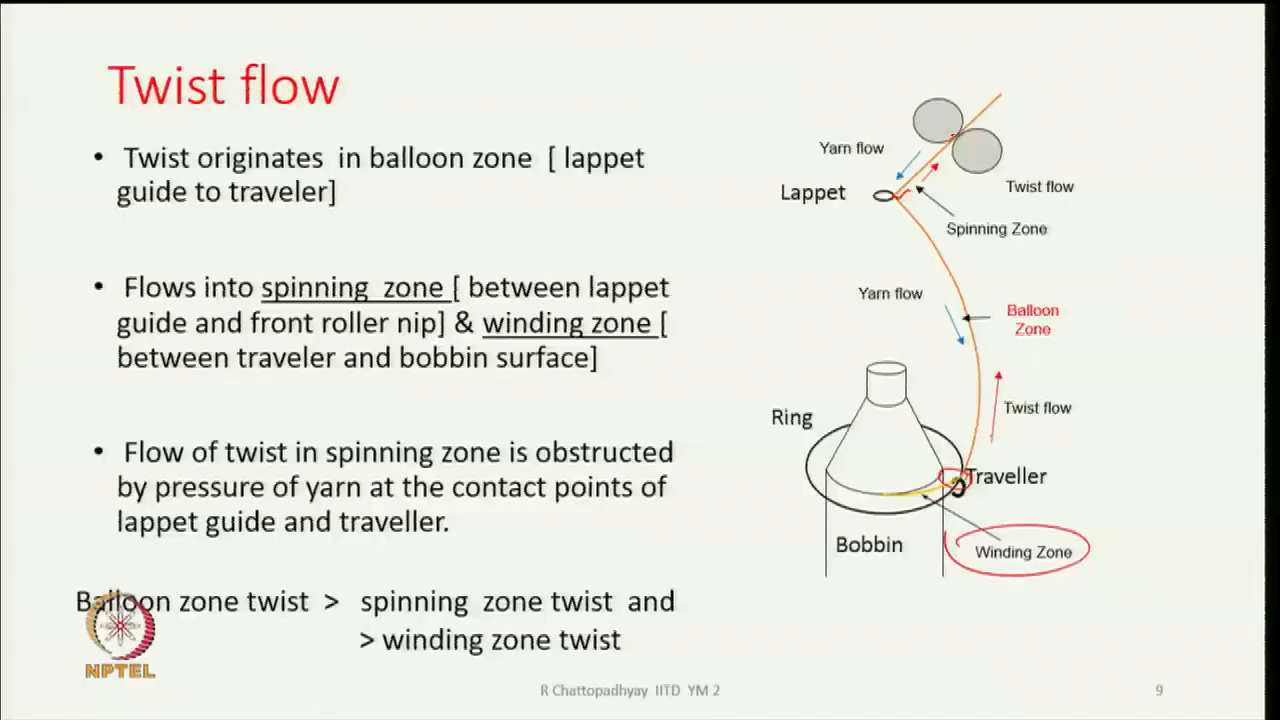 Twist flow
• Twist originates in balloon zone [ lappet
guide to traveler]
• Flows into spinning zone [ between lappet
guide and front roller nip] & winding zone [
between traveler and bobbin surface]
• Flow of twist in spinning zone is obstructed
by pressure of yarn at the contact points of
lappet guide and traveller.
Balloon zone twist > spinning zone twist and
> winding zone twist
Yarn flow
Lappet
Twist flow
Spinning Zone
Yarn flow
Balloon
Zone
Ring
Twist flow
Traveller
Bobbin
Winding Zone
NPTEL
R Chattopadhyay IITD YM 2
9